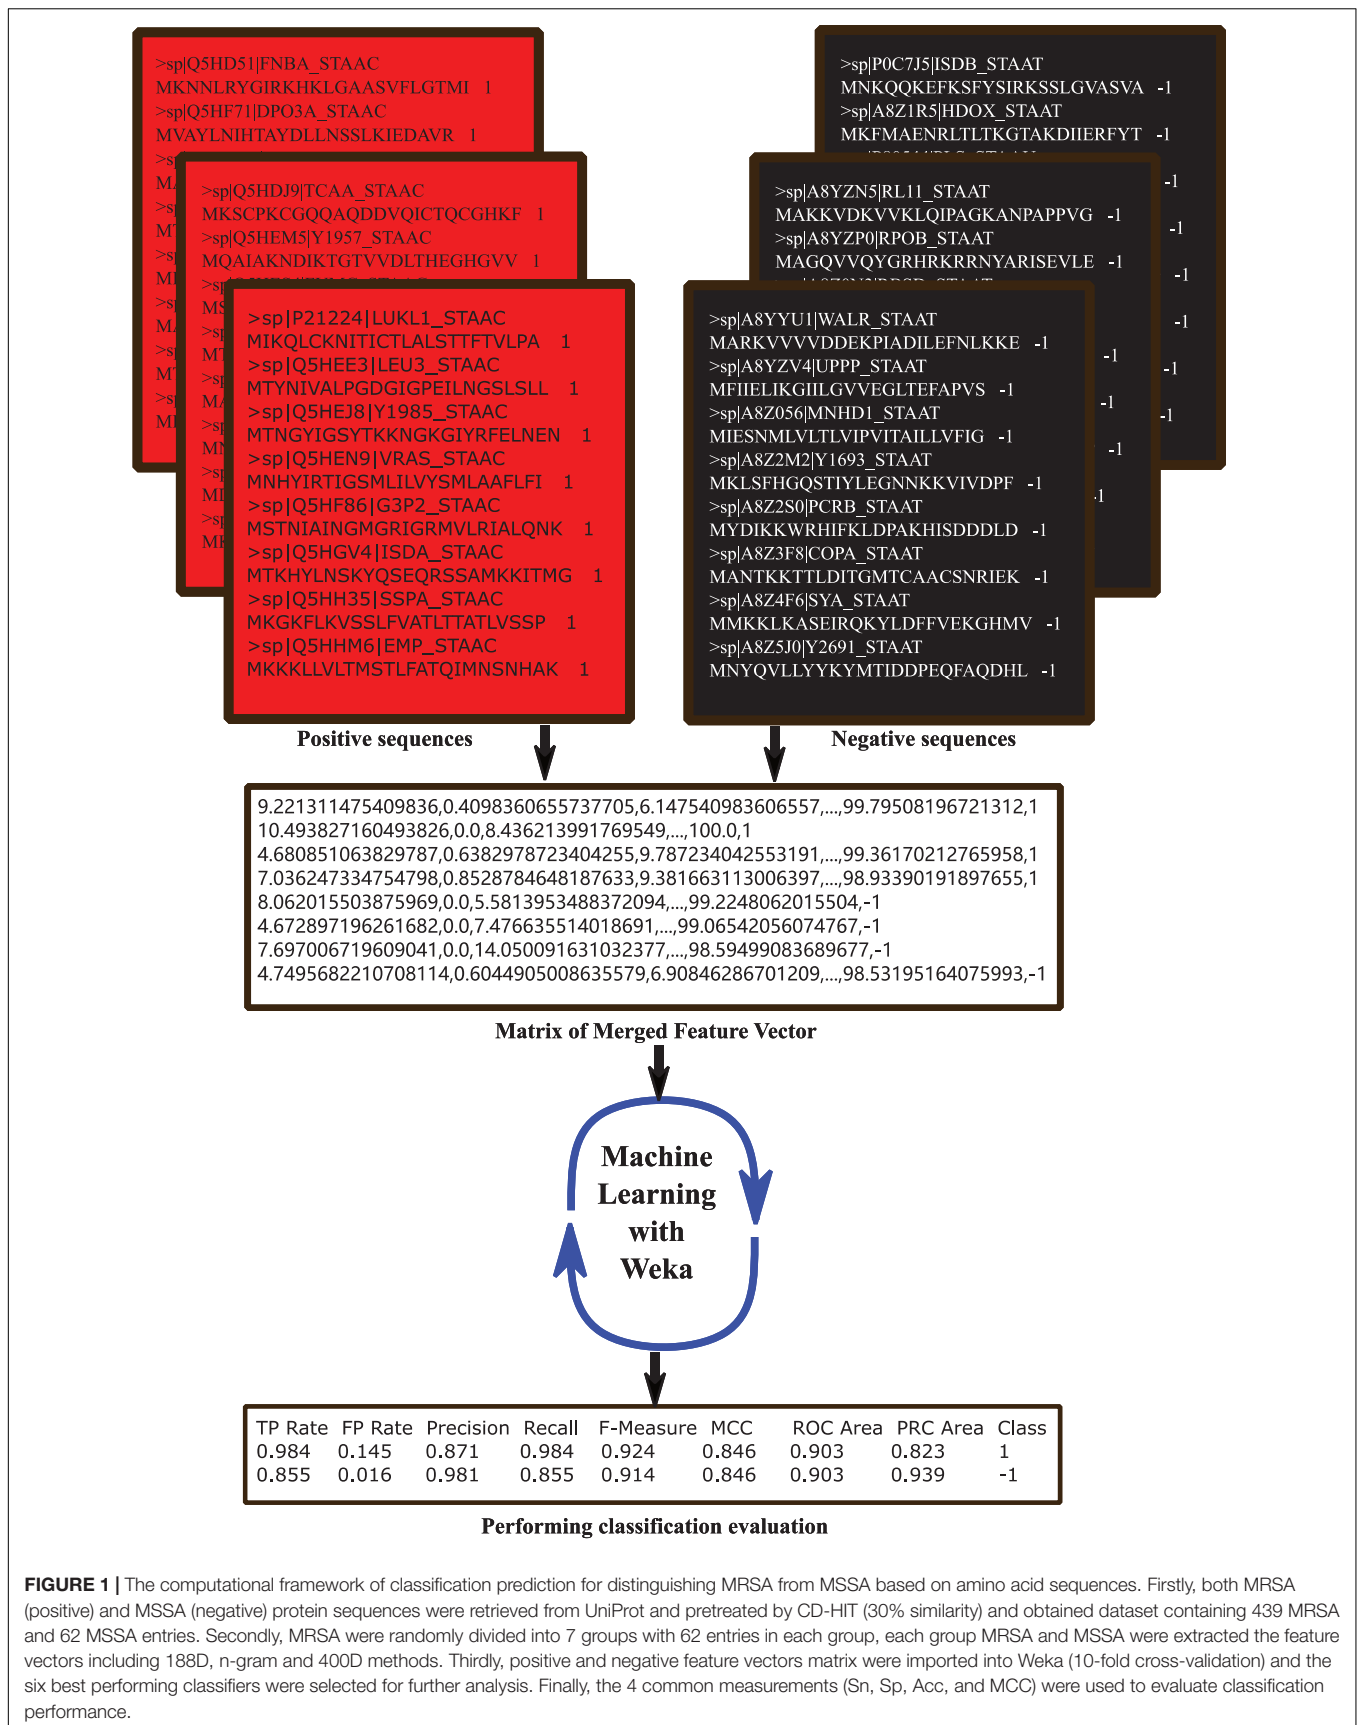 >sp|Q5HD51|FNBA_STAAC
MKNNLRYGIRKHKLGAASVFLGTMI 1
>sp|Q5HF71|DPO3A_STAAC
MVAYLNIHTAYDLLNSSLKIEDAVR 1
>sp|Q5HDJ9|TCAA_STAAC
MKSCPKCGQQAQDDVQICTQCGHKF 1
>sp|Q5HEM5|Y1957_STAAC
MQAIAKNDIKTGTVVDLTHEGHGVV 1
>sp|P21224|LUKL1_STAAC
MIKQLCKNITICTLALSTTFTVLPA 1
>sp|Q5HEE3|LEU3_STAAC
MTYNIVALPGDGIGPEILNGSLSLL 1
>sp|Q5HEJ8|Y1985_STAAC
MTNGYIGSYTKKNGKGIYRFELNEN 1
>sp|Q5HEN9|VRAS_STAAC
MNHYIRTIGSMLILVYSMLAAFLFI 1
>sp|Q5HF86|G3P2_STAAC
MSTNIAINGMGRIGRMVLRIALQNK 1
>sp|Q5HGV4|ISDA_STAAC
MTKHYLNSKYQSEQRSSAMKKITMG 1
>sp|Q5HH35|SSPA_STAAC
MKGKFLKVSSLFVATLTTATLVSSP 1
>sp|Q5HHM6|EMP_STAAC
MKKKLLVLTMSTLFATQIMNSNHAK 1
Positive sequences
>sp|P0C7J5|ISDB_STAAT
MNKQQKEFKSFYSIRKSSLGVASVA -1
>sp|A8Z1R5|HDOX_STAAT
MKFMAENRLTLTKGTAKDIIERFYT -1
-1
-1
-1
-1
-1
-1
>sp|A8YZN5|RL11_STAAT
MAKKVDKVVKLQIPAGKANPAPPVG -1
>sp|A8YZP0|RPOB_STAAT
MAGQVVQYGRHRKRRNYARISEVLE -1
-1
-1
-1
-1
>sp|A8YYU1|WALR_STAAT
MARKVVVVDDEKPIADILEFNLKKE -1
>sp|A8YZV4|UPPP_STAAT
MFIIELIKGIILGVVEGLTEFAPVS -1
>sp|A8Z056|MNHD1_STAAT
MIESNMLVLTLVIPVITAILLVFIG -1
>sp|A8Z2M2|Y1693_STAAT
MKLSFHGQSTIYLEGNNKKVIVDPF -1
>sp|A8Z2S0|PCRB_STAAT
MYDIKKWRHIFKLDPAKHISDDDLD -1
>sp|A8Z3F8|COPA_STAAT
MANTKKTTLDITGMTCAACSNRIEK -1
>sp|A8Z4F6|SYA_STAAT
MMKKLKASEIRQKYLDFFVEKGHMV -1
>sp|A8Z5J0|Y2691_STAAT
MNYQVLLYYKYMTIDDPEQFAQDHL -1
Negative sequences
9.221311475409836,0.4098360655737705,6.147540983606557,...,99.79508196721312,1
10.493827160493826,0.0,8.436213991769549,...,100.0,1
4.680851063829787,0.6382978723404255,9.787234042553191,...,99.36170212765958,1
7.036247334754798,0.8528784648187633,9.381663113006397,...,98.93390191897655,1
8.062015503875969,0.0,5.5813953488372094,...,99.2248062015504,-1
4.672897196261682,0.0,7.476635514018691,...,99.06542056074767,-1
7.697006719609041,0.0,14.050091631032377,...,98.59499083689677,-1
4.7495682210708114,0.6044905008635579,6.90846286701209,...,98.53195164075993,-1
Matrix of Merged Feature Vector
Machine
Learning
with
Weka
TP Rate FP Rate Precision Recall F-Measure MCC ROC Area PRC Area Class
0.984 0.145 0.871 0.984 0.924 0.846 0.903 0.823 1
0.855 0.016 0.981 0.855 0.914 0.846 0.903 0.939 -1
Performing classification evaluation
FIGURE 1 | The computational framework of classification prediction for distinguishing MRSA from MSSA based on amino acid sequences. Firstly, both MRSA
(positive) and MSSA (negative) protein sequences were retrieved from UniProt and pretreated by CD-HIT (30% similarity) and obtained dataset containing 439 MRSA
and 62 MSSA entries. Secondly, MRSA were randomly divided into 7 groups with 62 entries in each group, each group MRSA and MSSA were extracted the feature
vectors including 188D, n-gram and 400D methods. Thirdly, positive and negative feature vectors matrix were imported into Weka (10-fold cross-validation) and the
six best performing classifiers were selected for further analysis. Finally, the 4 common measurements (Sn, Sp, Acc, and MCC) were used to evaluate classification
performance.